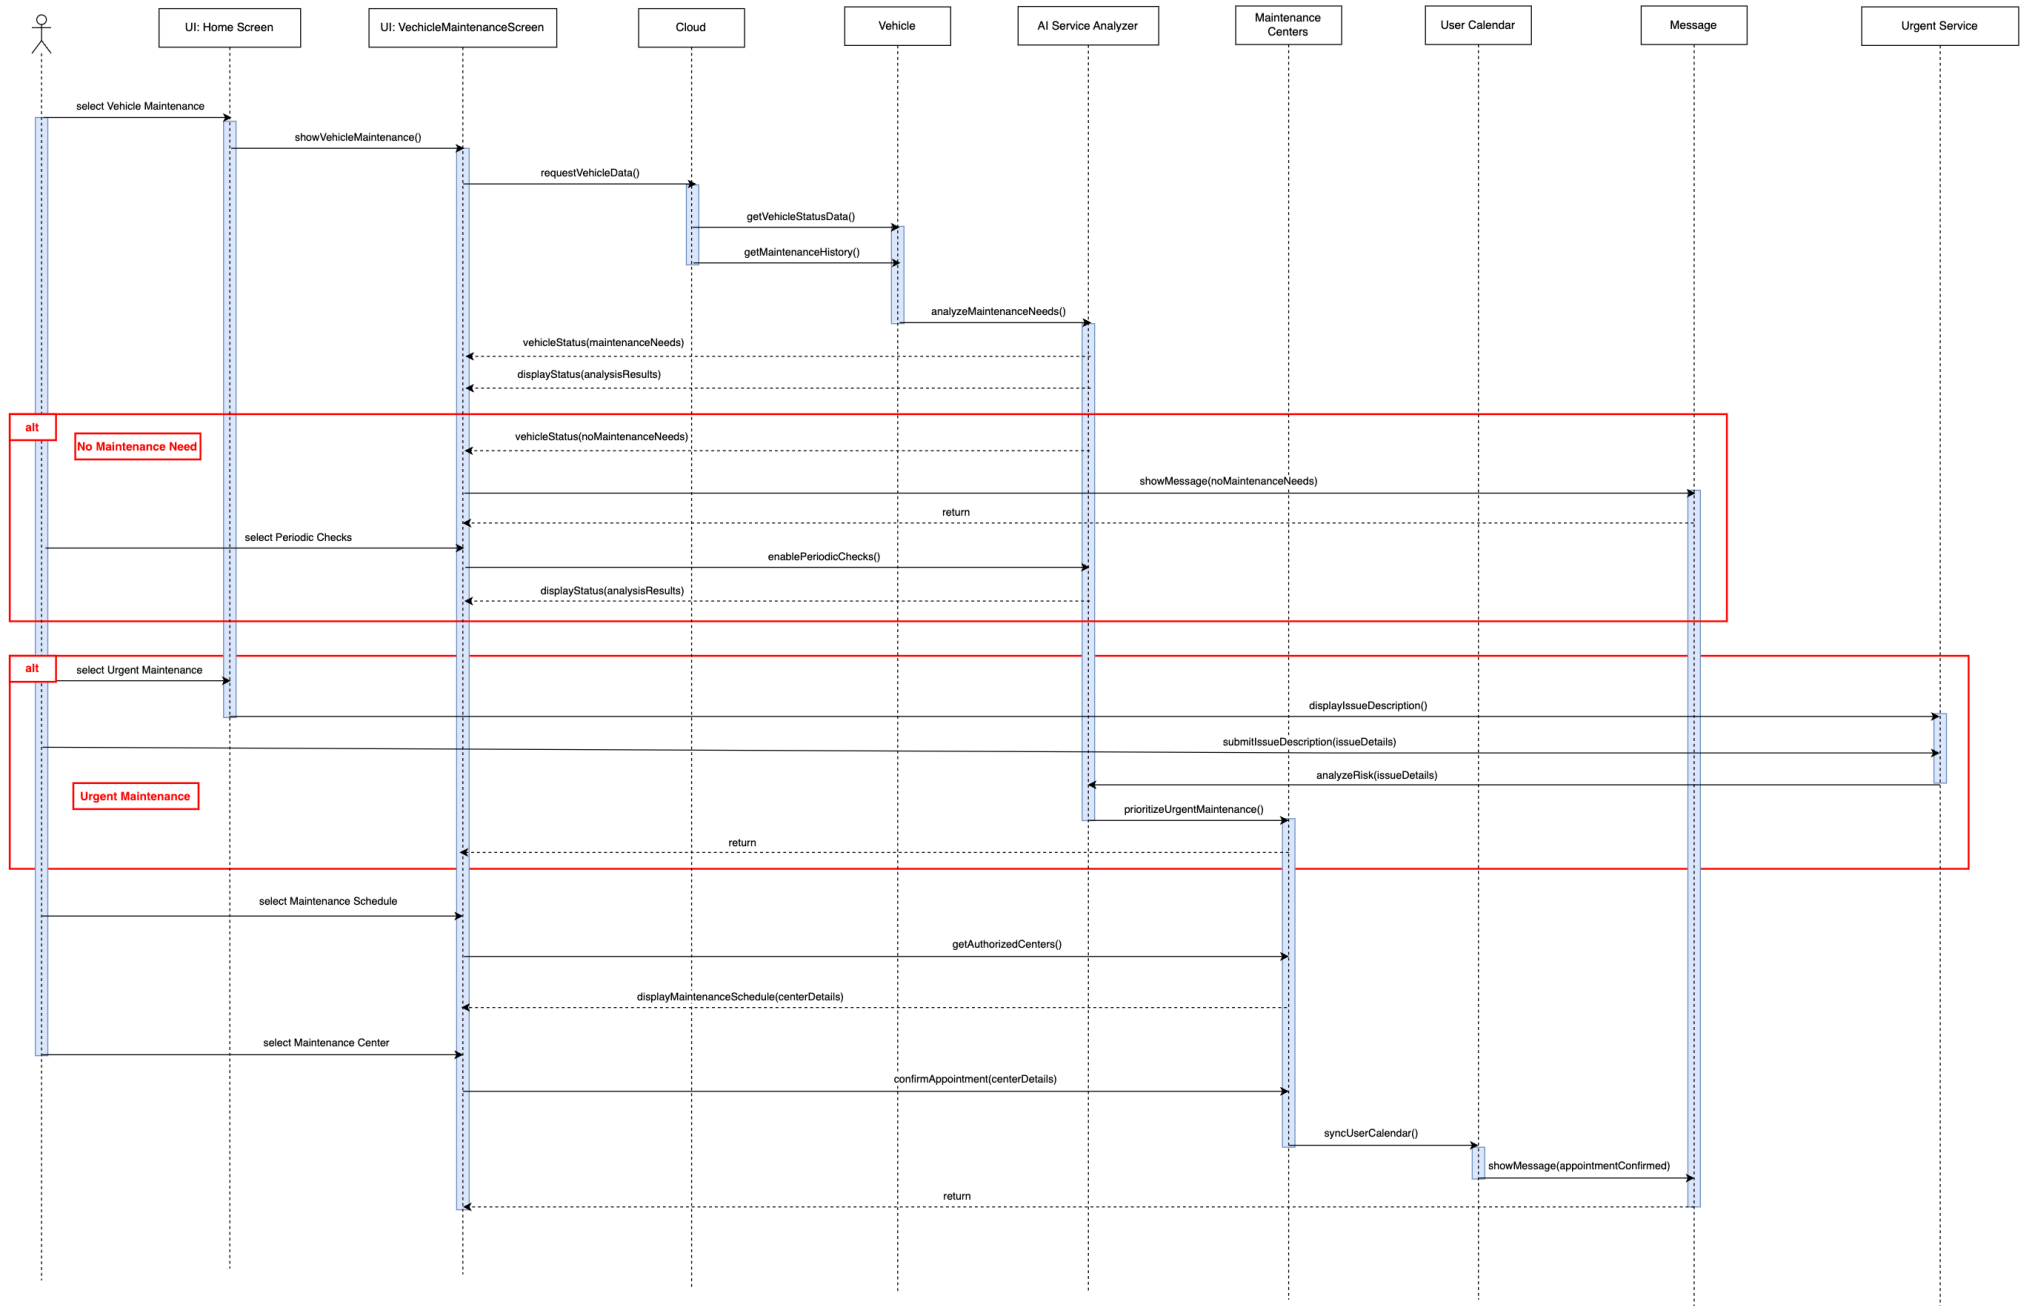 UI: Home Screen
UI: VechicleMaintenanceScreen
Cloud
Vehicle
AI Service Analyzer
Maintenance
Centers
User Calendar
Message
Urgent Service
select Vehicle Maintenance
showVehicleMaintenance()
requestVehicleData()
getVehicleStatusData()
getMaintenanceHistory()
analyzeMaintenanceNeeds()
vehicleStatus(maintenanceNeeds)
displayStatus(analysisResults)
alt
No Maintenance Need
vehicleStatus(noMaintenanceNeeds)
showMessage(noMaintenanceNeeds)
return
select Periodic Checks
enablePeriodicChecks()
displayStatus(analysisResults)
alt
select Urgent Maintenance
displayIssueDescription()
submitIssueDescription(issueDetails)
analyzeRisk(issueDetails)
Urgent Maintenance
prioritizeUrgentMaintenance()
return
select Maintenance Schedule
getAuthorizedCenters()
displayMaintenanceSchedule(centerDetails)
select Maintenance Center
confirmAppointment(centerDetails)
syncUserCalendar()
showMessage(appointmentConfirmed)
return